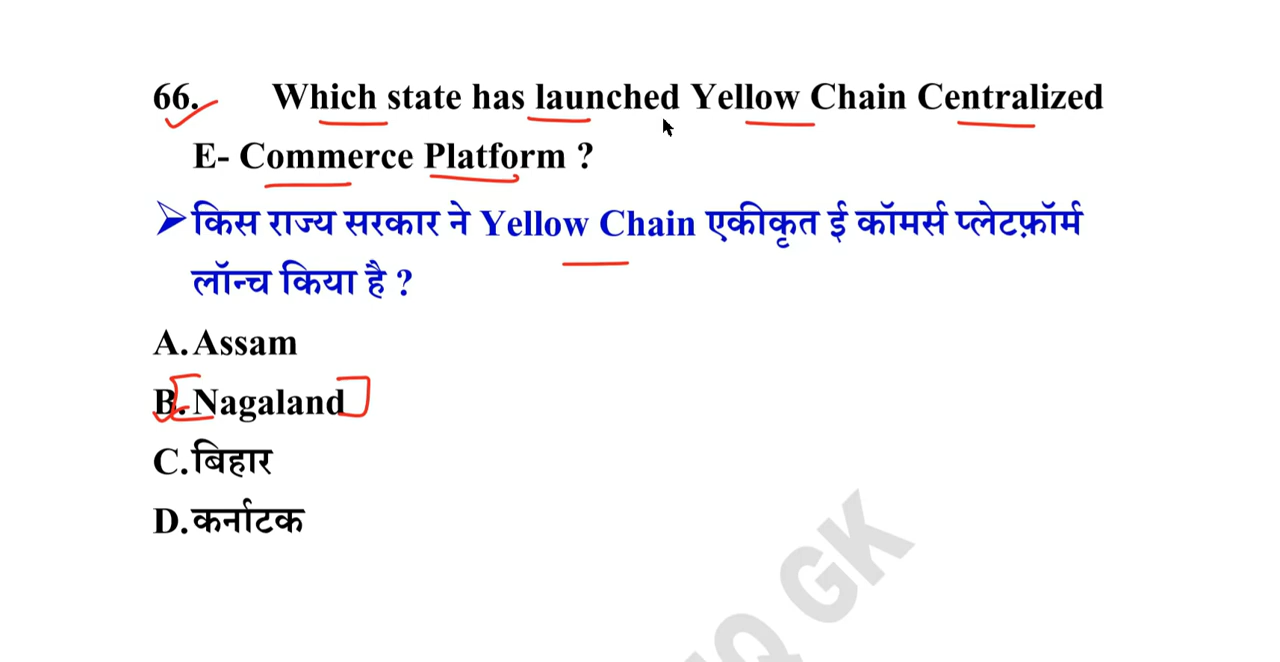 66. Which state has launched Yellow Chain Centralized
E- Commerce Platform ?
➢किस राज्य सरकार ने Yellow Chain एकीकृत ई कॉमर्स प्लेटफ़ॉर्म
लॉन्च किया है ?
A. Assam
B. Nagaland
C. बिहार
D. कर्नाटक
GK